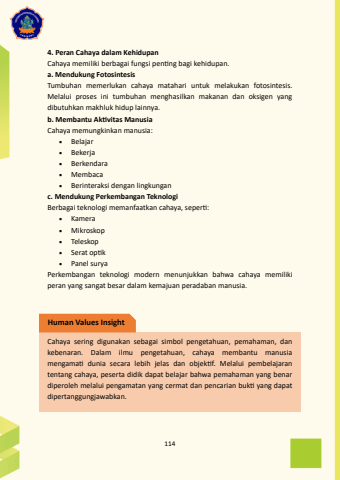 4. Peran Cahaya dalam Kehidupan
Cahaya memiliki berbagai fungsi penting bagi kehidupan.
a. Mendukung Fotosintesis
Tumbuhan memerlukan cahaya matahari untuk melakukan fotosintesis.
Melalui proses ini tumbuhan menghasilkan makanan dan oksigen yang
dibutuhkan makhluk hidup lainnya.
b. Membantu Aktivitas Manusia
Cahaya memungkinkan manusia:
• Belajar
• Bekerja
• Berkendara
• Membaca
• Berinteraksi dengan lingkungan
c. Mendukung Perkembangan Teknologi
Berbagai teknologi memanfaatkan cahaya, seperti:
• Kamera
• Mikroskop
• Teleskop
• Serat optik
• Panel surya
Perkembangan teknologi modern menunjukkan bahwa cahaya memiliki
peran yang sangat besar dalam kemajuan peradaban manusia.
Human Values Insight
Cahaya sering digunakan sebagai simbol pengetahuan, pemahaman, dan
kebenaran. Dalam ilmu pengetahuan, cahaya membantu manusia
mengamati dunia secara lebih jelas dan objektif. Melalui pembelajaran
tentang cahaya, peserta didik dapat belajar bahwa pemahaman yang benar
diperoleh melalui pengamatan yang cermat dan pencarian bukti yang dapat
dipertanggungjawabkan.
114